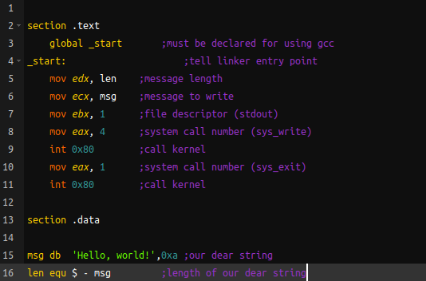 1
2 section .text
3     global _start       ;must be declared for using gcc
4 _start:                     ;tell linker entry point
5     mov edx, len    ;message length
6     mov ecx, msg    ;message to write
7     mov ebx, 1      ;file descriptor (stdout)
8     mov eax, 4      ;system call number (sys_write)
9     int 0x80        ;call kernel
10     mov eax, 1      ;system call number (sys_exit)
11     int 0x80        ;call kernel
12
13 section .data
14
15 msg db  'Hello, world!',0xa ;our dear string
16 len equ $ - msg         ;length of our dear string